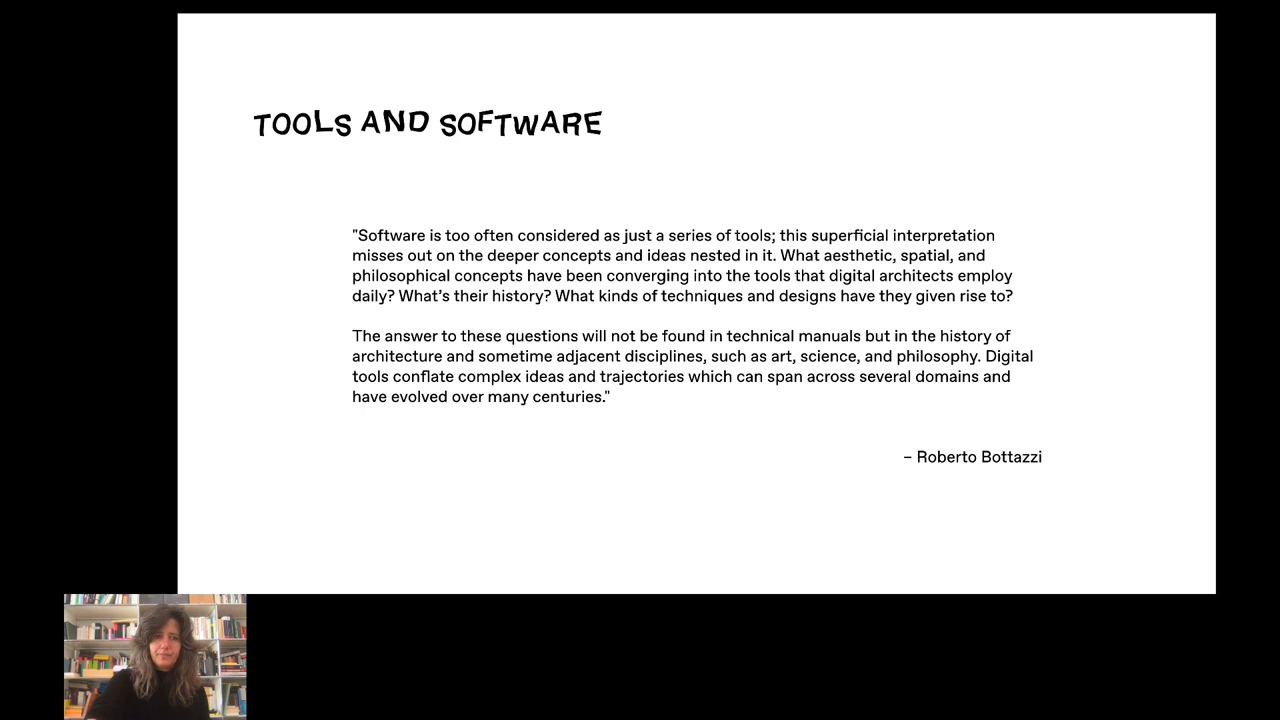 TOOLS AND SOFTWARE
"Software is too often considered as just a series of tools; this superficial interpretation
misses out on the deeper concepts and ideas nested in it. What aesthetic, spatial, and
philosophical concepts have been converging into the tools that digital architects employ
daily? What's their history? What kinds of techniques and designs have they given rise to?
The answer to these questions will not be found in technical manuals but in the history of
architecture and sometime adjacent disciplines, such as art, science, and philosophy. Digital
tools conflate complex ideas and trajectories which can span across several domains and
have evolved over many centuries."
– Roberto Bottazzi